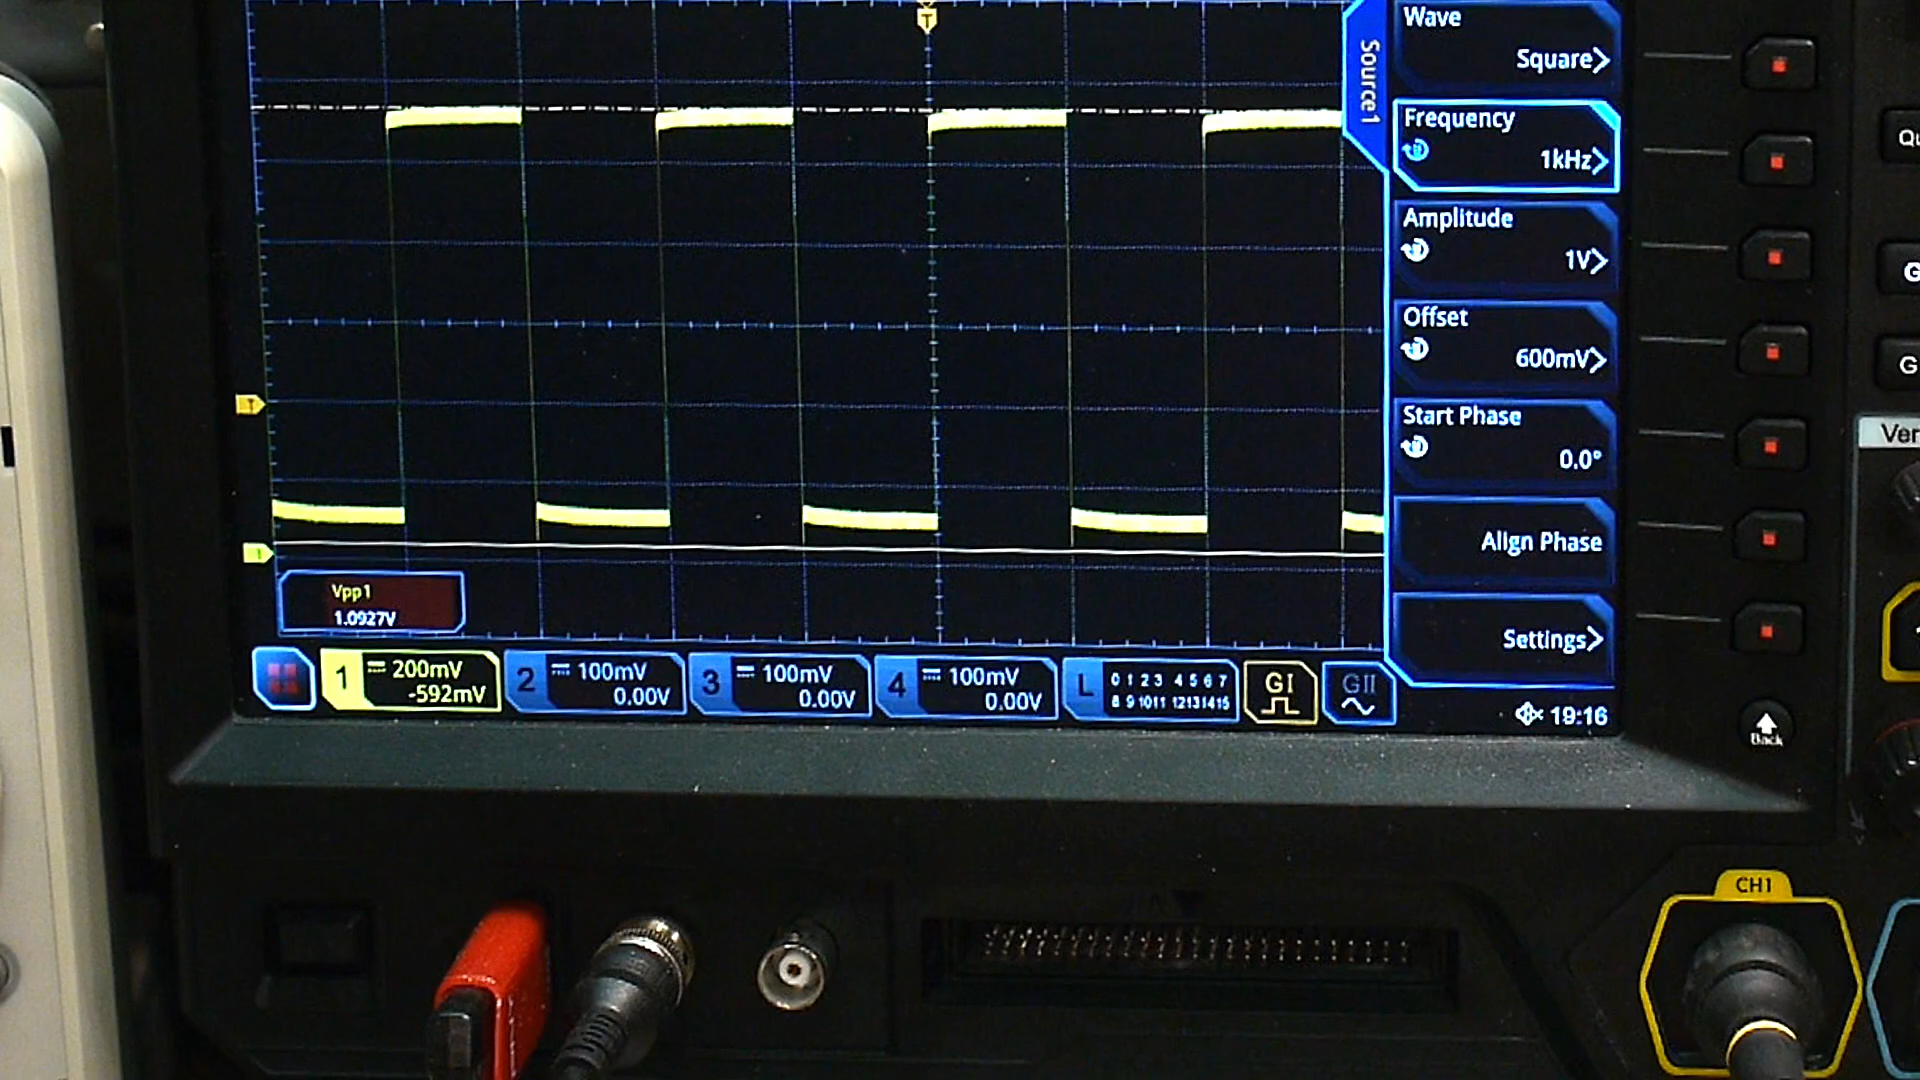 T
Source1
Wave
Square
Frequency
1kHz
Amplitude
1V
Offset
600mV
Start Phase
0.0°
Align Phase
Settings
T
1
Vpp1
1.0927V
1
200mV
-592mV
2
100mV
0.00V
3
100mV
0.00V
4
100mV
0.00V
L
0 1 2 3 4 5 6 7
8 9 10 11 12 13 14 15
GI
GII
19:16
Back
CH1